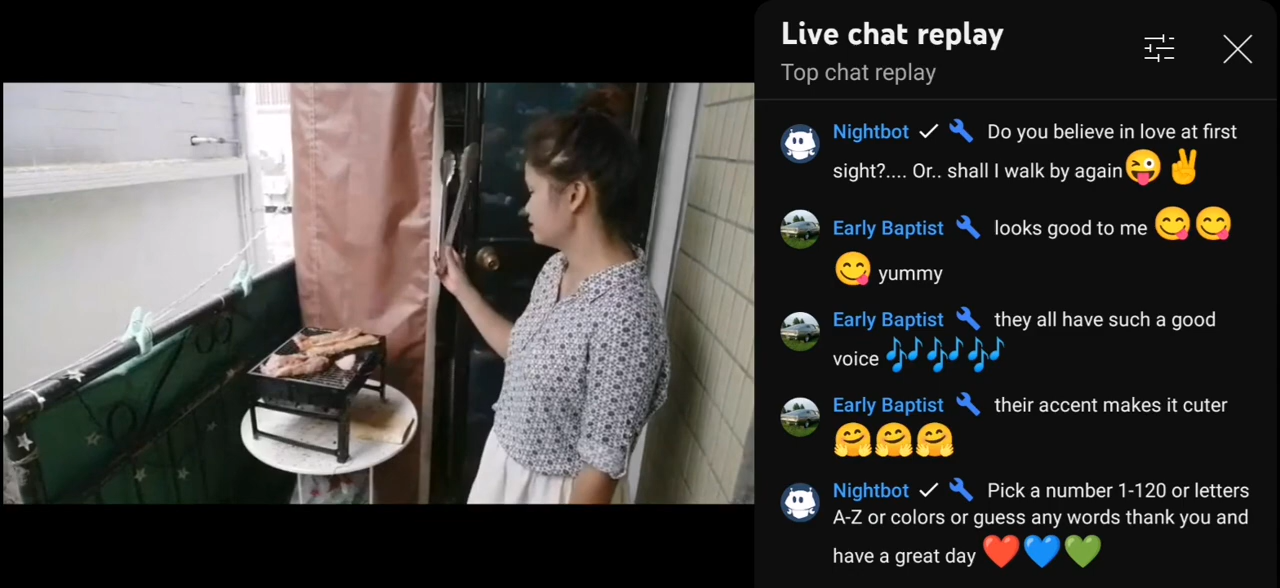 Live chat replay
Top chat replay
Nightbot Do you believe in love at first
sight?.... Or.. shall I walk by again😜✌️
Early Baptist looks good to me 😋😋
😋 yummy
Early Baptist they all have such a good
voice 🎶🎶🎶
Early Baptist their accent makes it cuter
🤗🤗🤗
Nightbot Pick a number 1-120 or letters
A-Z or colors or guess any words thank you and
have a great day ❤️💙💚